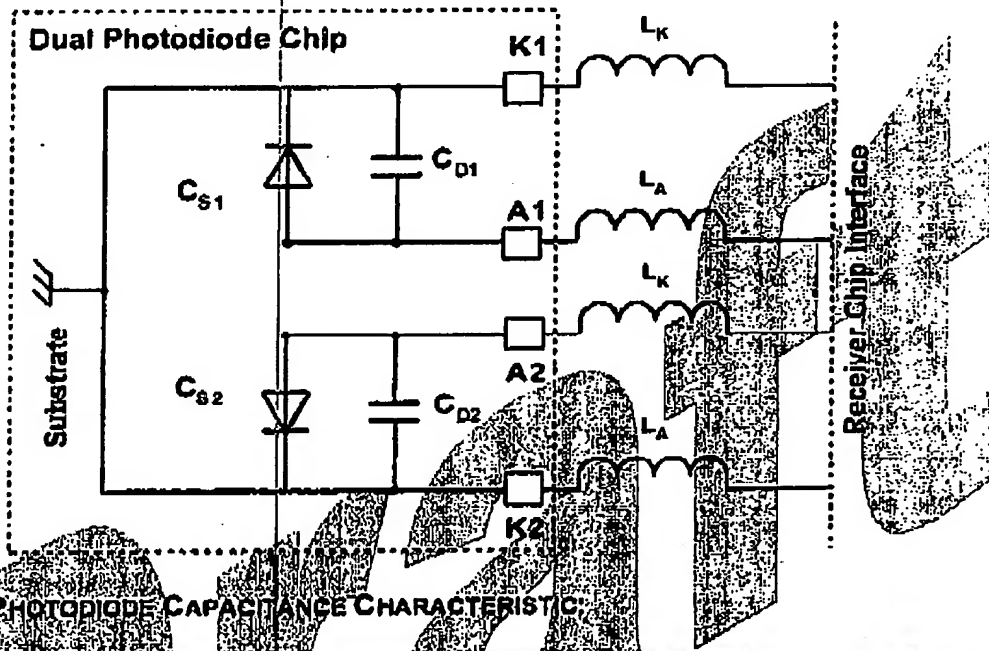 Dual Photodiode Chip
K1
L_K
C_S1
C_D1
A1
L_A
L_K
Substrate
C_S2
C_D2
A2
L_A
K2
Receiver Chip Interface
PHOTODIODE CAPACITANCE CHARACTERISTIC